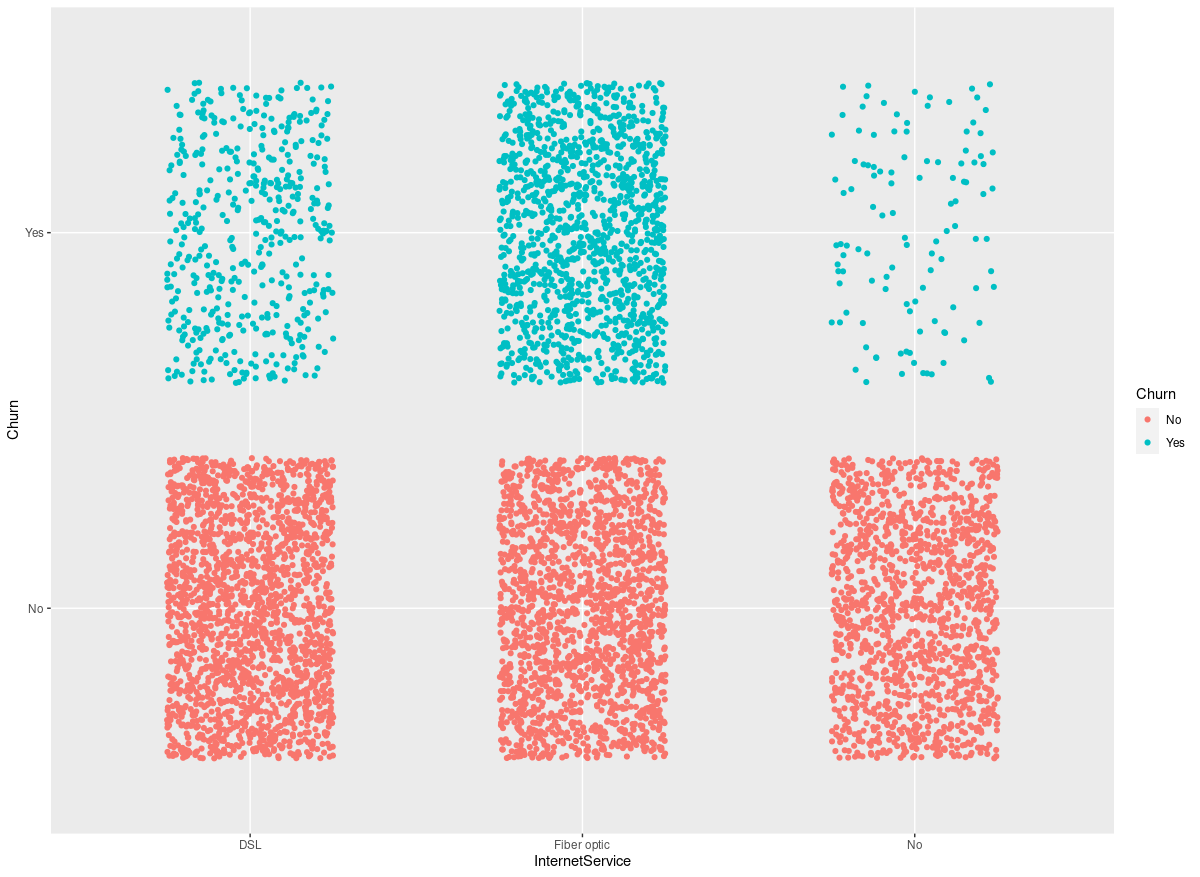 Yes
No
Churn
DSL
Fiber optic
No
InternetService
Churn
No
Yes